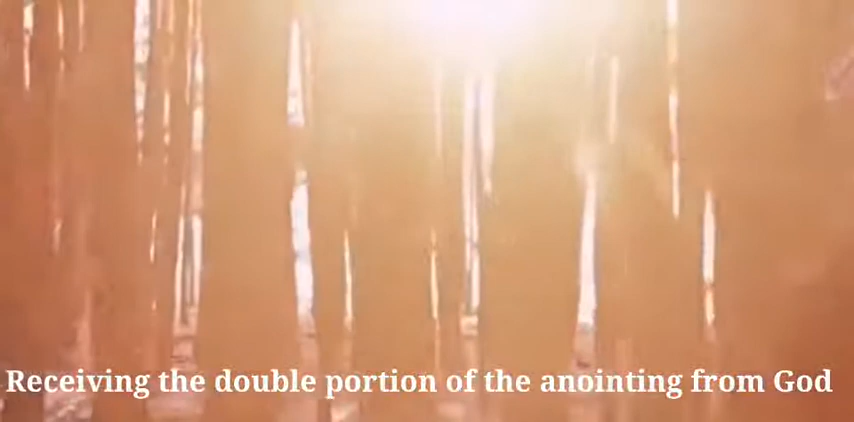 Receiving the double portion of the anointing from God